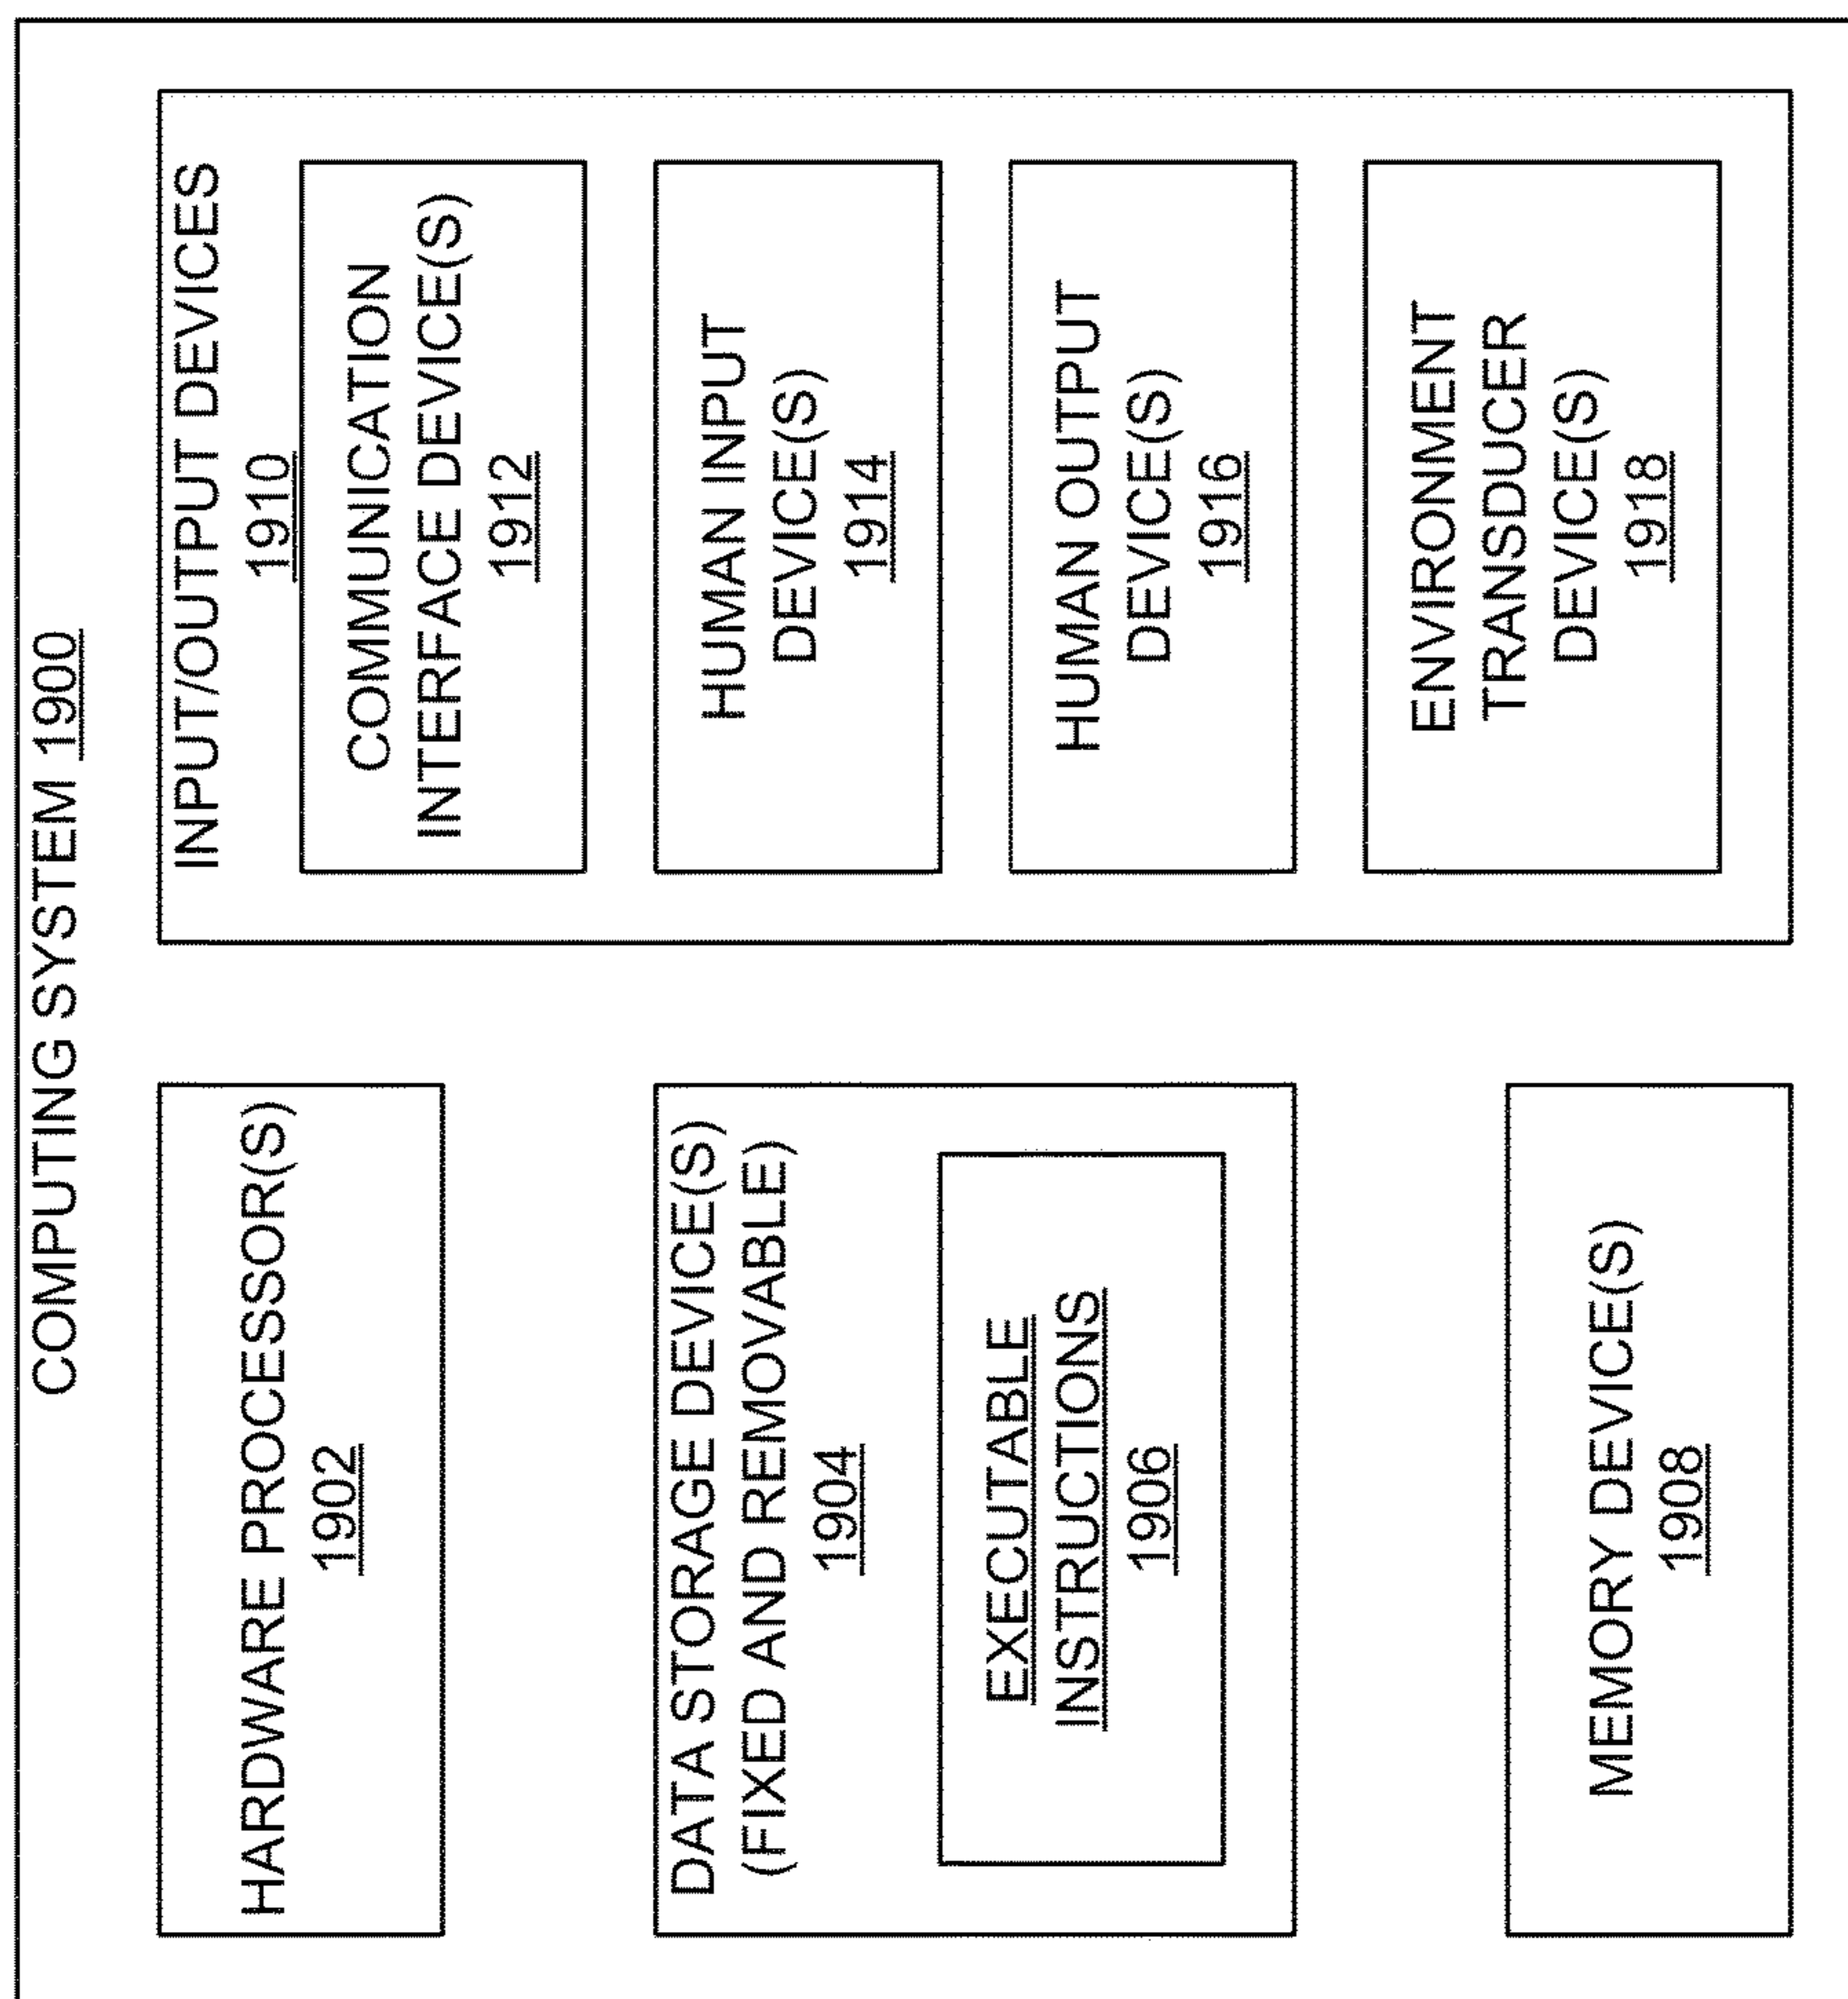 COMPUTING SYSTEM 1900
HARDWARE PROCESSOR(S)
1902
DATA STORAGE DEVICE(S)
(FIXED AND REMOVABLE)
1904
EXECUTABLE
INSTRUCTIONS
1906
MEMORY DEVICE(S)
1908
INPUT/OUTPUT DEVICES
1910
COMMUNICATION
INTERFACE DEVICE(S)
1912
HUMAN INPUT
DEVICE(S)
1914
HUMAN OUTPUT
DEVICE(S)
1916
ENVIRONMENT
TRANSDUCER
DEVICE(S)
1918